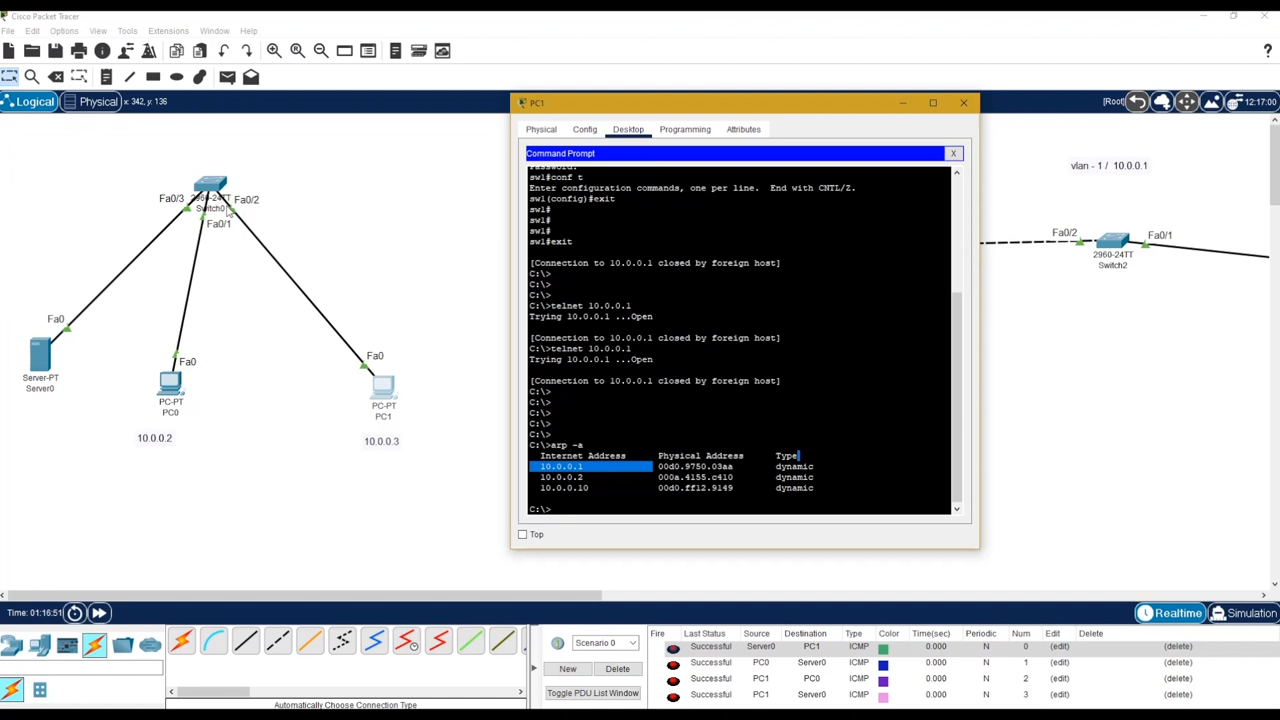 Cisco Packet Tracer
File Edit Options View Tools Extensions Window Help
?
Logical Physical x: 342, y: 136
[Root] 12:17:00
PC1
Physical Config Desktop Programming Attributes
Command Prompt X
Password:
sw1#conf t
Enter configuration commands, one per line. End with CNTL/Z.
sw1(config)#exit
sw1#
sw1#
sw1#
sw1#exit
[Connection to 10.0.0.1 closed by foreign host]
C:\>
C:\>
C:\>
C:\>telnet 10.0.0.1
Trying 10.0.0.1 ...Open
[Connection to 10.0.0.1 closed by foreign host]
C:\>telnet 10.0.0.1
Trying 10.0.0.1 ...Open
[Connection to 10.0.0.1 closed by foreign host]
C:\>
C:\>
C:\>
C:\>
C:\>
C:\>arp -a
Internet Address Physical Address Type
10.0.0.1 00d0.9750.03aa dynamic
10.0.0.2 000a.4155.c410 dynamic
10.0.0.10 00d0.ff12.9149 dynamic
C:\>
Top
Fa0/3
2960-24TT
Switch0
Fa0/2
Fa0/1
Fa0
Server-PT
Server0
Fa0
PC-PT
PC0
10.0.0.2
Fa0
PC-PT
PC1
10.0.0.3
vlan - 1 / 10.0.0.1
Fa0/2
Fa0/1
2960-24TT
Switch2
Time: 01:16:51
Realtime Simulation
Scenario 0
New Delete
Toggle PDU List Window
Automatically Choose Connection Type
Fire Last Status Source Destination Type Color Time(sec) Periodic Num Edit Delete
Successful Server0 PC1 ICMP 0.000 N 0 (edit) (delete)
Successful PC0 Server0 ICMP 0.000 N 1 (edit) (delete)
Successful PC1 PC0 ICMP 0.000 N 2 (edit) (delete)
Successful PC1 Server0 ICMP 0.000 N 3 (edit) (delete)